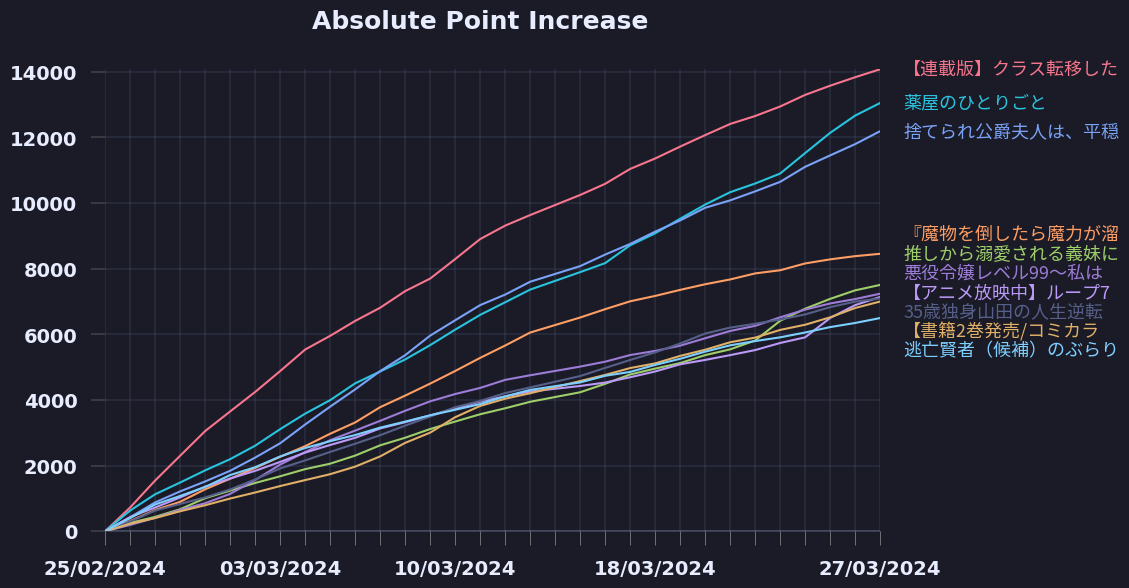 Absolute Point Increase
14000
12000
10000
8000
6000
4000
2000
0
25/02/2024
03/03/2024
10/03/2024
18/03/2024
27/03/2024
【連載版】クラス転移した
薬屋のひとりごと
捨てられ公爵夫人は、平穏
『魔物を倒したら魔力が溜
推しから溺愛される義妹に
悪役令嬢レベル99～私は
【アニメ放映中】ループ7
35歳独身山田の人生逆転
【書籍2巻発売/コミカラ
逃亡賢者（候補）のぶらり